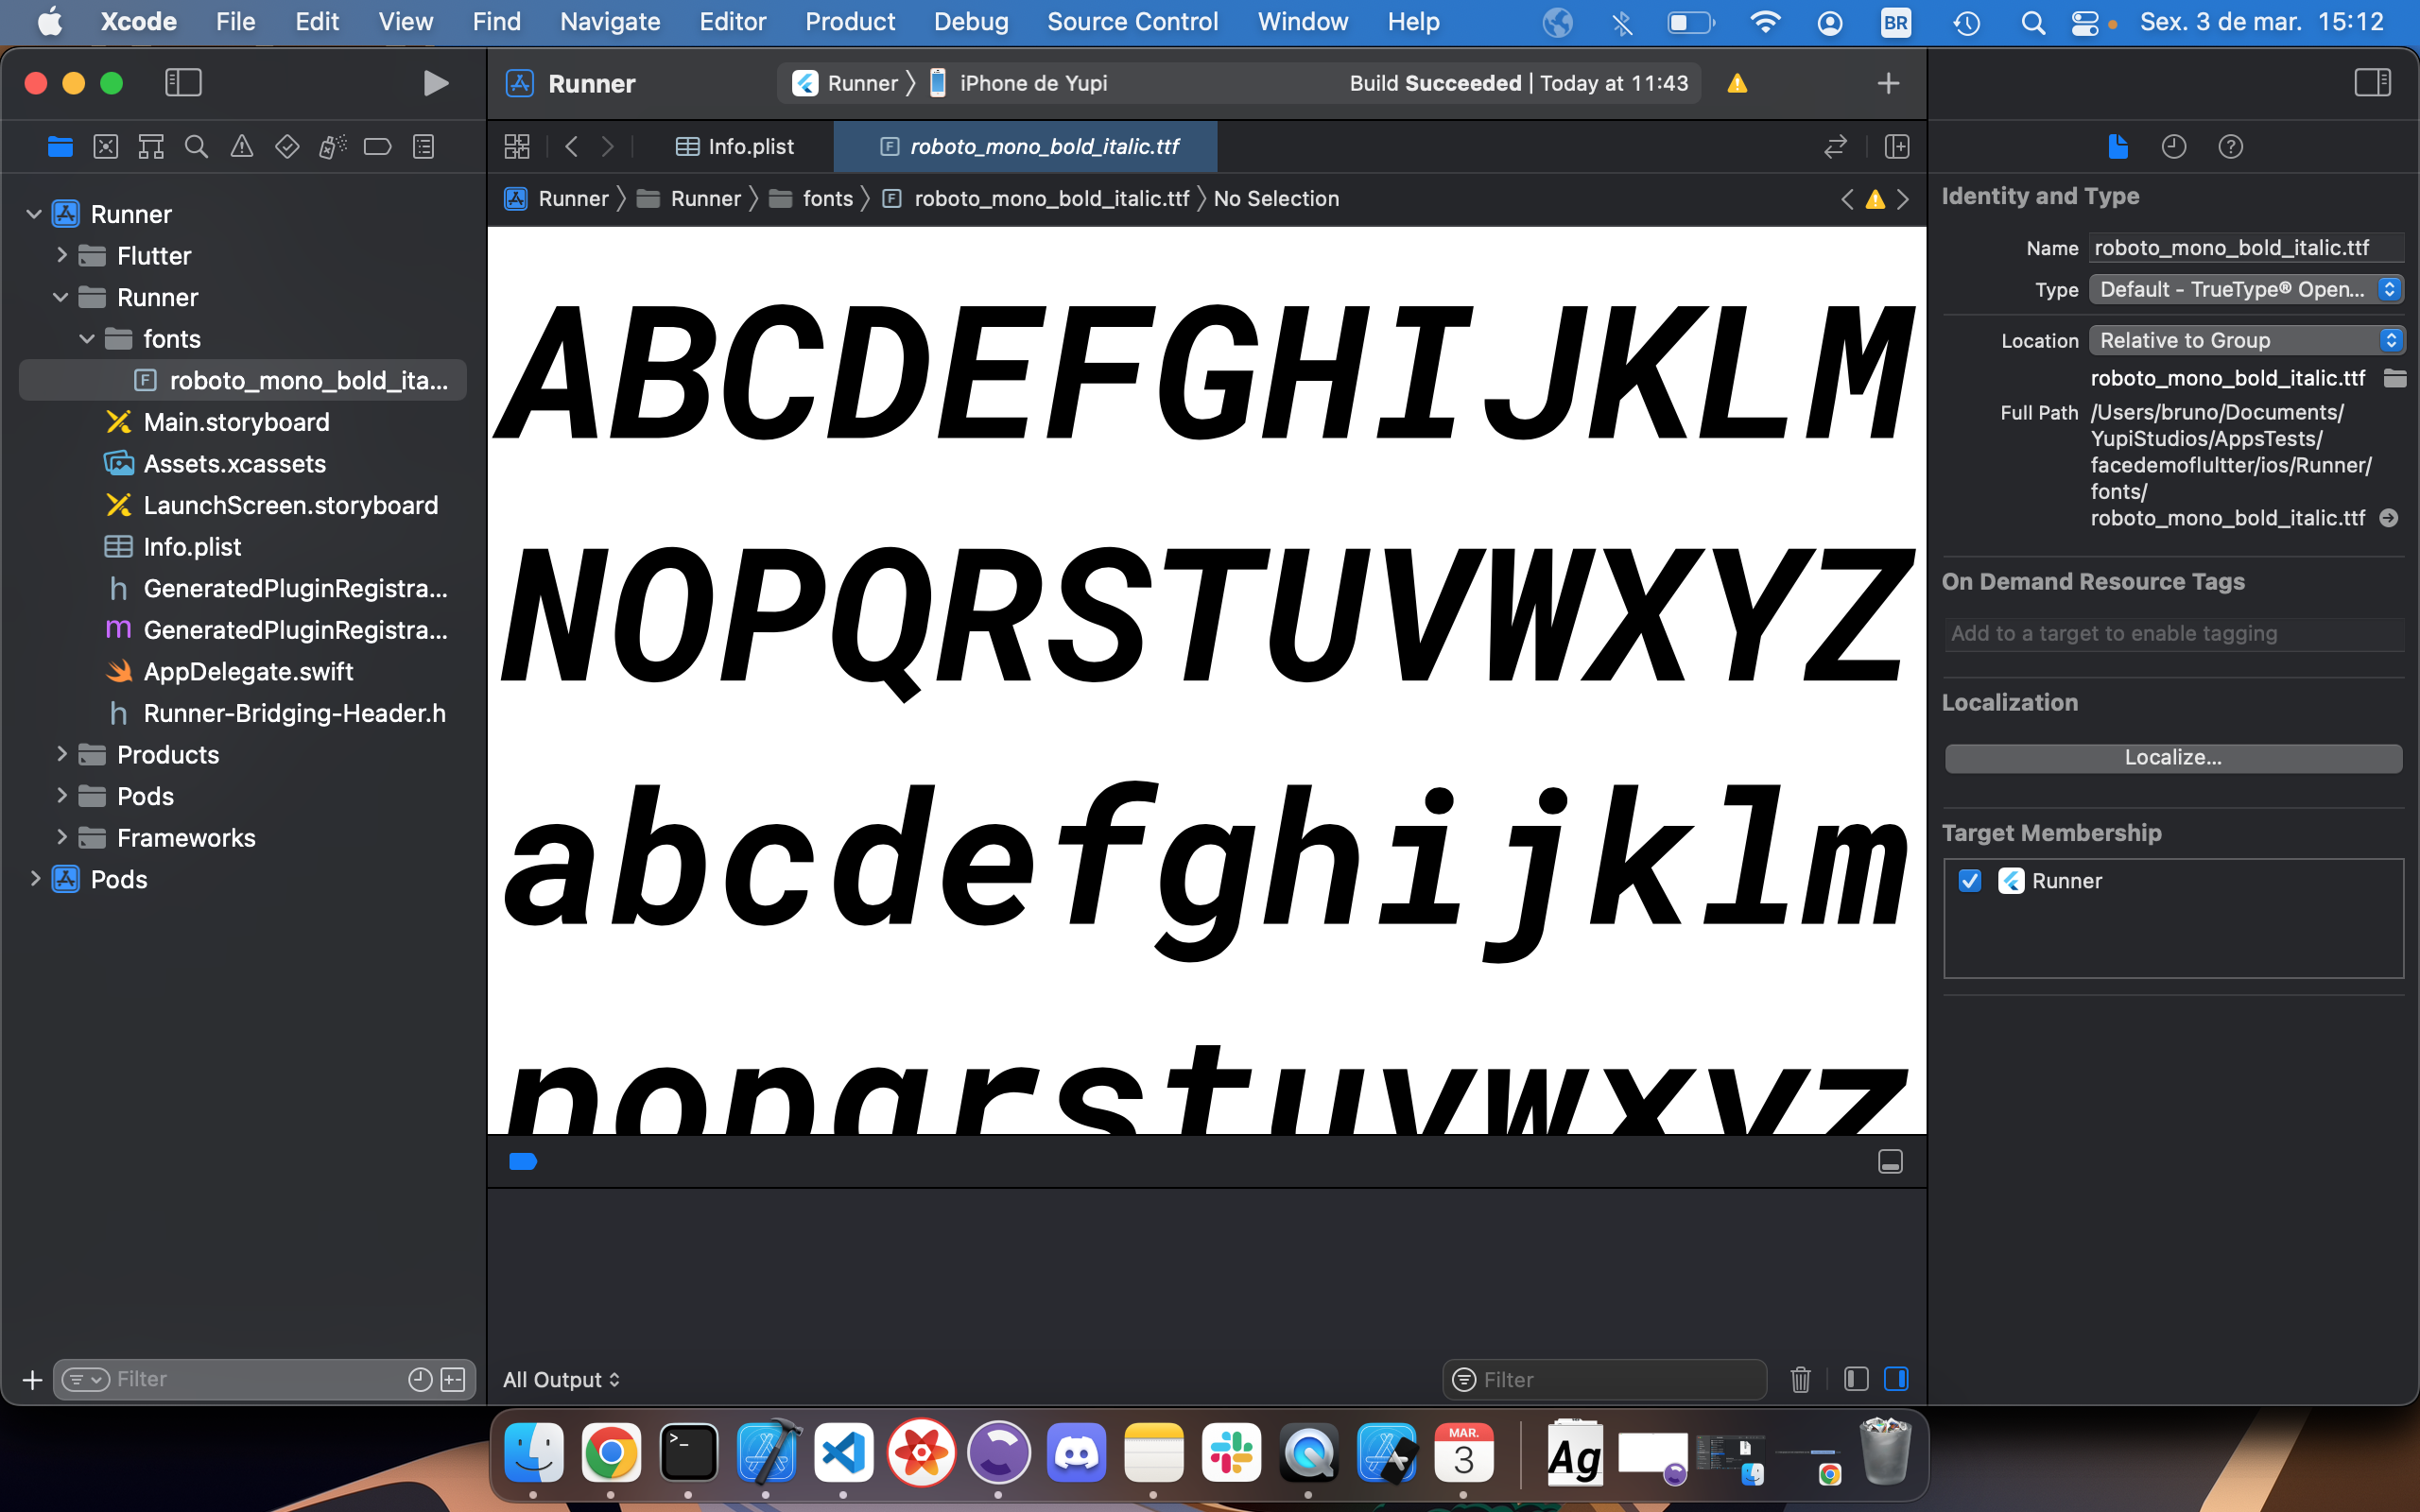 Xcode File Edit View Find Navigate Editor Product Debug Source Control Window Help BR Sex. 3 de mar. 15:12
Runner
Runner iPhone de Yupi
Build Succeeded | Today at 11:43
Info.plist
roboto_mono_bold_italic.ttf
Runner Runner fonts roboto_mono_bold_italic.ttf No Selection
Runner
Flutter
Runner
fonts
roboto_mono_bold_ita...
Main.storyboard
Assets.xcassets
LaunchScreen.storyboard
Info.plist
h GeneratedPluginRegistra...
m GeneratedPluginRegistra...
AppDelegate.swift
h Runner-Bridging-Header.h
Products
Pods
Frameworks
Pods
Filter
ABCDEFGHIJKLM
NOPQRSTUVWXYZ
abcdefghijklm
nopqrstuvwxyz
All Output
Filter
Identity and Type
Name roboto_mono_bold_italic.ttf
Type Default - TrueType® Open...
Location Relative to Group
roboto_mono_bold_italic.ttf
Full Path /Users/bruno/Documents/
YupiStudios/AppsTests/
facedemoflultter/ios/Runner/
fonts/
roboto_mono_bold_italic.ttf
On Demand Resource Tags
Add to a target to enable tagging
Localization
Localize...
Target Membership
Runner
MAR.
3
Ag